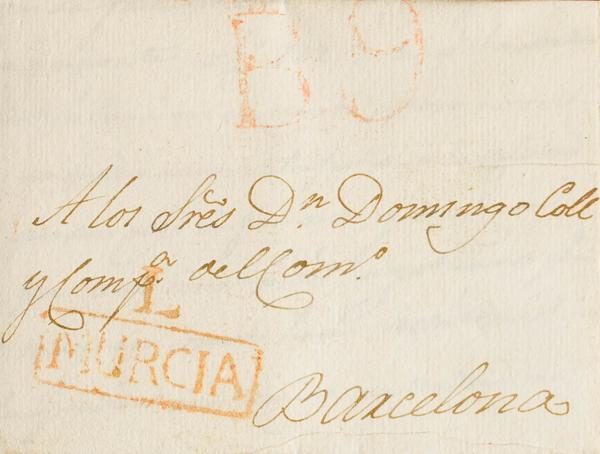 B9
A los Sres Dn Domingo Coll
y Compa. del Como.
L
MURCIA
Barcelona